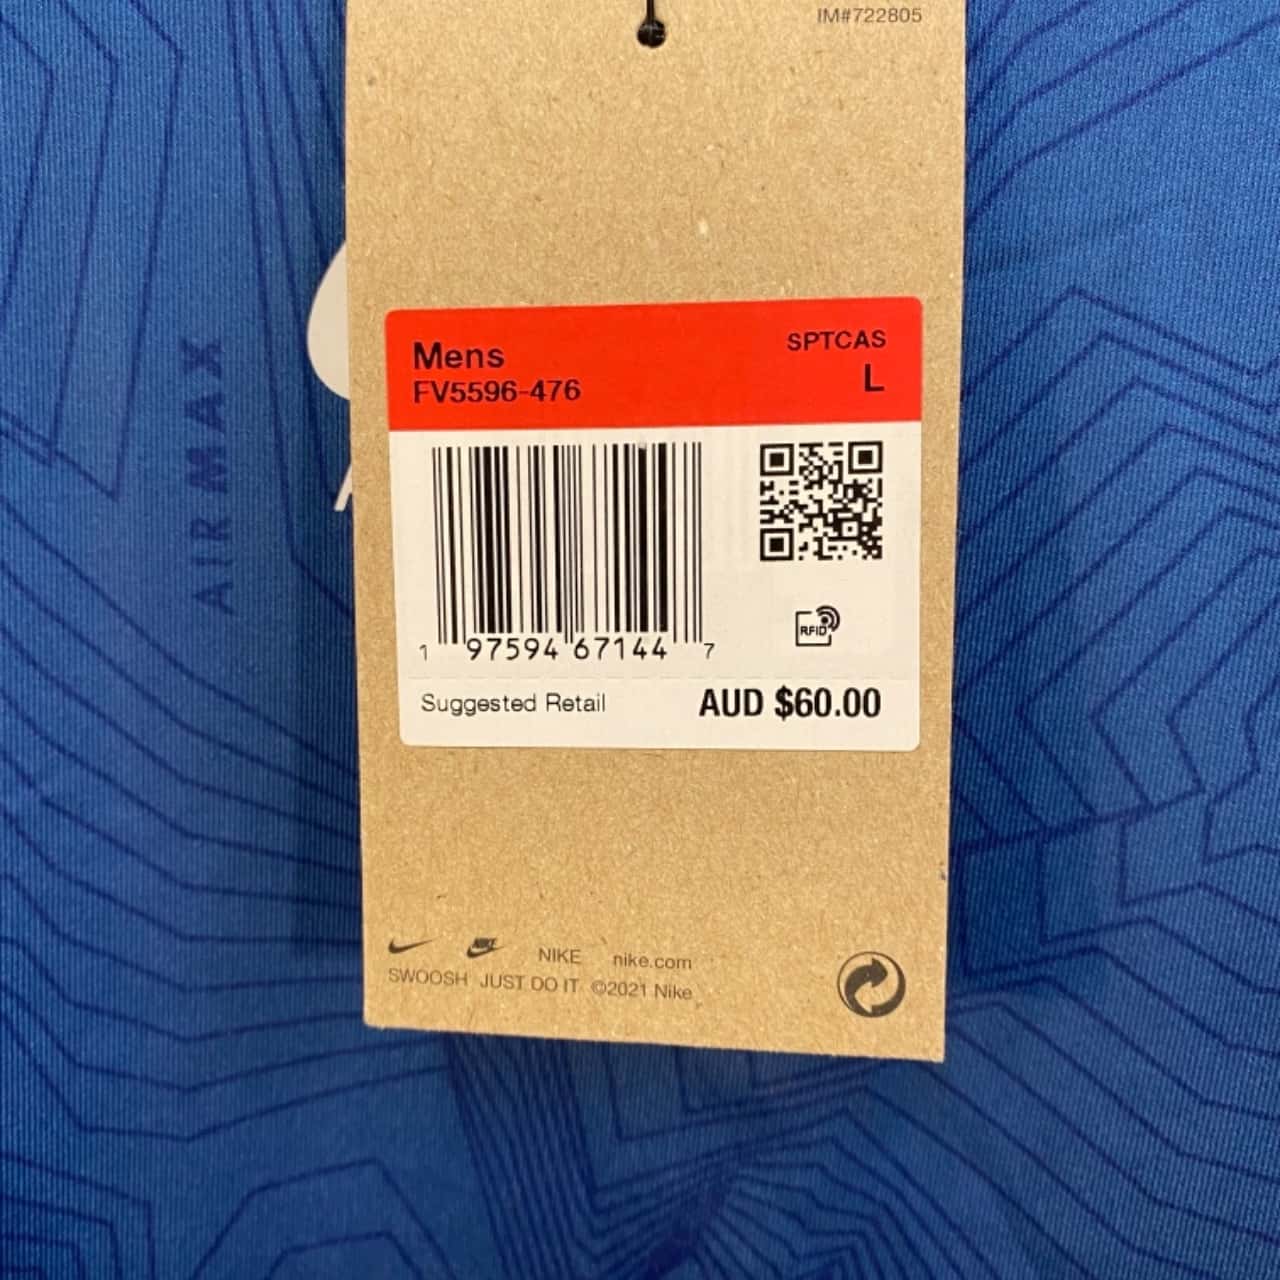 IM#722805
AIR MAX
Mens
SPTCAS
FV5596-476
L
RFID
1 97594 67144 7
Suggested Retail AUD $60.00
NIKE NIKE nike.com
SWOOSH JUST DO IT ©2021 Nike